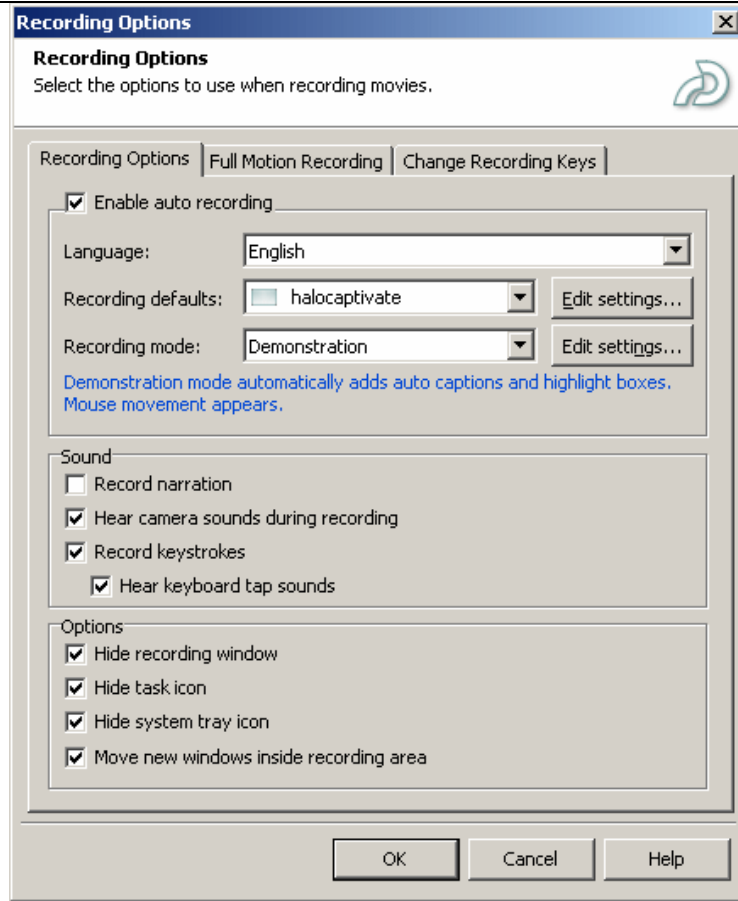 Recording Options
Recording Options
Select the options to use when recording movies.
Recording Options Full Motion Recording Change Recording Keys
Enable auto recording
Language: English
Recording defaults: halocaptivate Edit settings...
Recording mode: Demonstration Edit settings...
Demonstration mode automatically adds auto captions and highlight boxes.
Mouse movement appears.
Sound
Record narration
Hear camera sounds during recording
Record keystrokes
Hear keyboard tap sounds
Options
Hide recording window
Hide task icon
Hide system tray icon
Move new windows inside recording area
OK Cancel Help